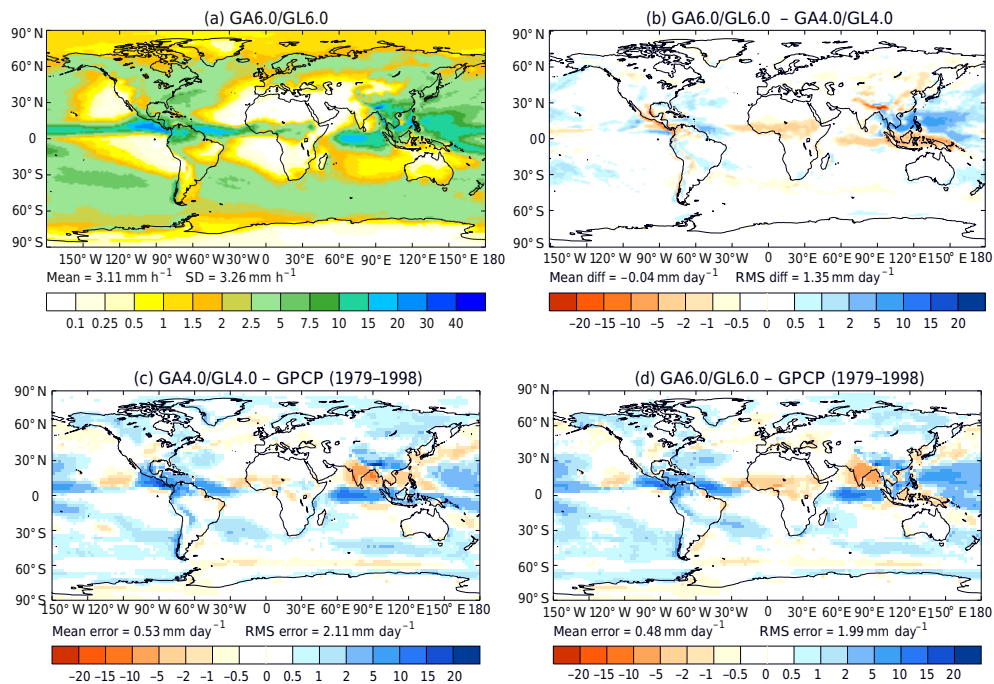 (a) GA6.0/GL6.0
90° N
60° N
30° N
0
30° S
60° S
90° S
150° W 120° W 90° W 60° W 30° W 0 30° E 60° E 90° E 120° E 150° E 180
Mean = 3.11 mm h⁻¹ SD = 3.26 mm h⁻¹
0.1 0.25 0.5 1 1.5 2 2.5 5 7.5 10 15 20 30 40
(b) GA6.0/GL6.0 – GA4.0/GL4.0
90° N
60° N
30° N
0
30° S
60° S
90° S
150° W 120° W 90° W 60° W 30° W 0 30° E 60° E 90° E 120° E 150° E 180
Mean diff = −0.04 mm day⁻¹ RMS diff = 1.35 mm day⁻¹
−20 −15 −10 −5 −2 −1 −0.5 0 0.5 1 2 5 10 15 20
(c) GA4.0/GL4.0 – GPCP (1979–1998)
90° N
60° N
30° N
0
30° S
60° S
90° S
150° W 120° W 90° W 60° W 30° W 0 30° E 60° E 90° E 120° E 150° E 180
Mean error = 0.53 mm day⁻¹ RMS error = 2.11 mm day⁻¹
−20 −15 −10 −5 −2 −1 −0.5 0 0.5 1 2 5 10 15 20
(d) GA6.0/GL6.0 – GPCP (1979–1998)
90° N
60° N
30° N
0
30° S
60° S
90° S
150° W 120° W 90° W 60° W 30° W 0 30° E 60° E 90° E 120° E 150° E 180
Mean error = 0.48 mm day⁻¹ RMS error = 1.99 mm day⁻¹
−20 −15 −10 −5 −2 −1 −0.5 0 0.5 1 2 5 10 15 20